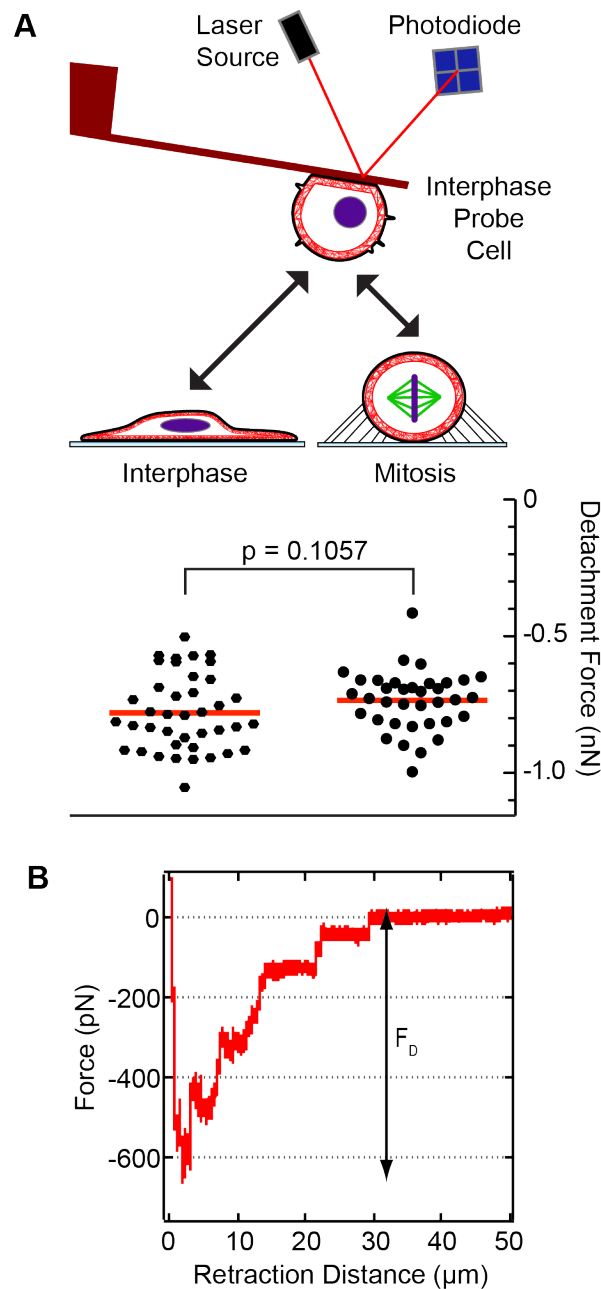 A
Laser
Source
Photodiode
Interphase
Probe
Cell
Interphase
Mitosis
p = 0.1057
0
-0.5
-1.0
Detachment Force (nN)
B
0
-200
-400
-600
Force (pN)
F_D
0
10
20
30
40
50
Retraction Distance (µm)